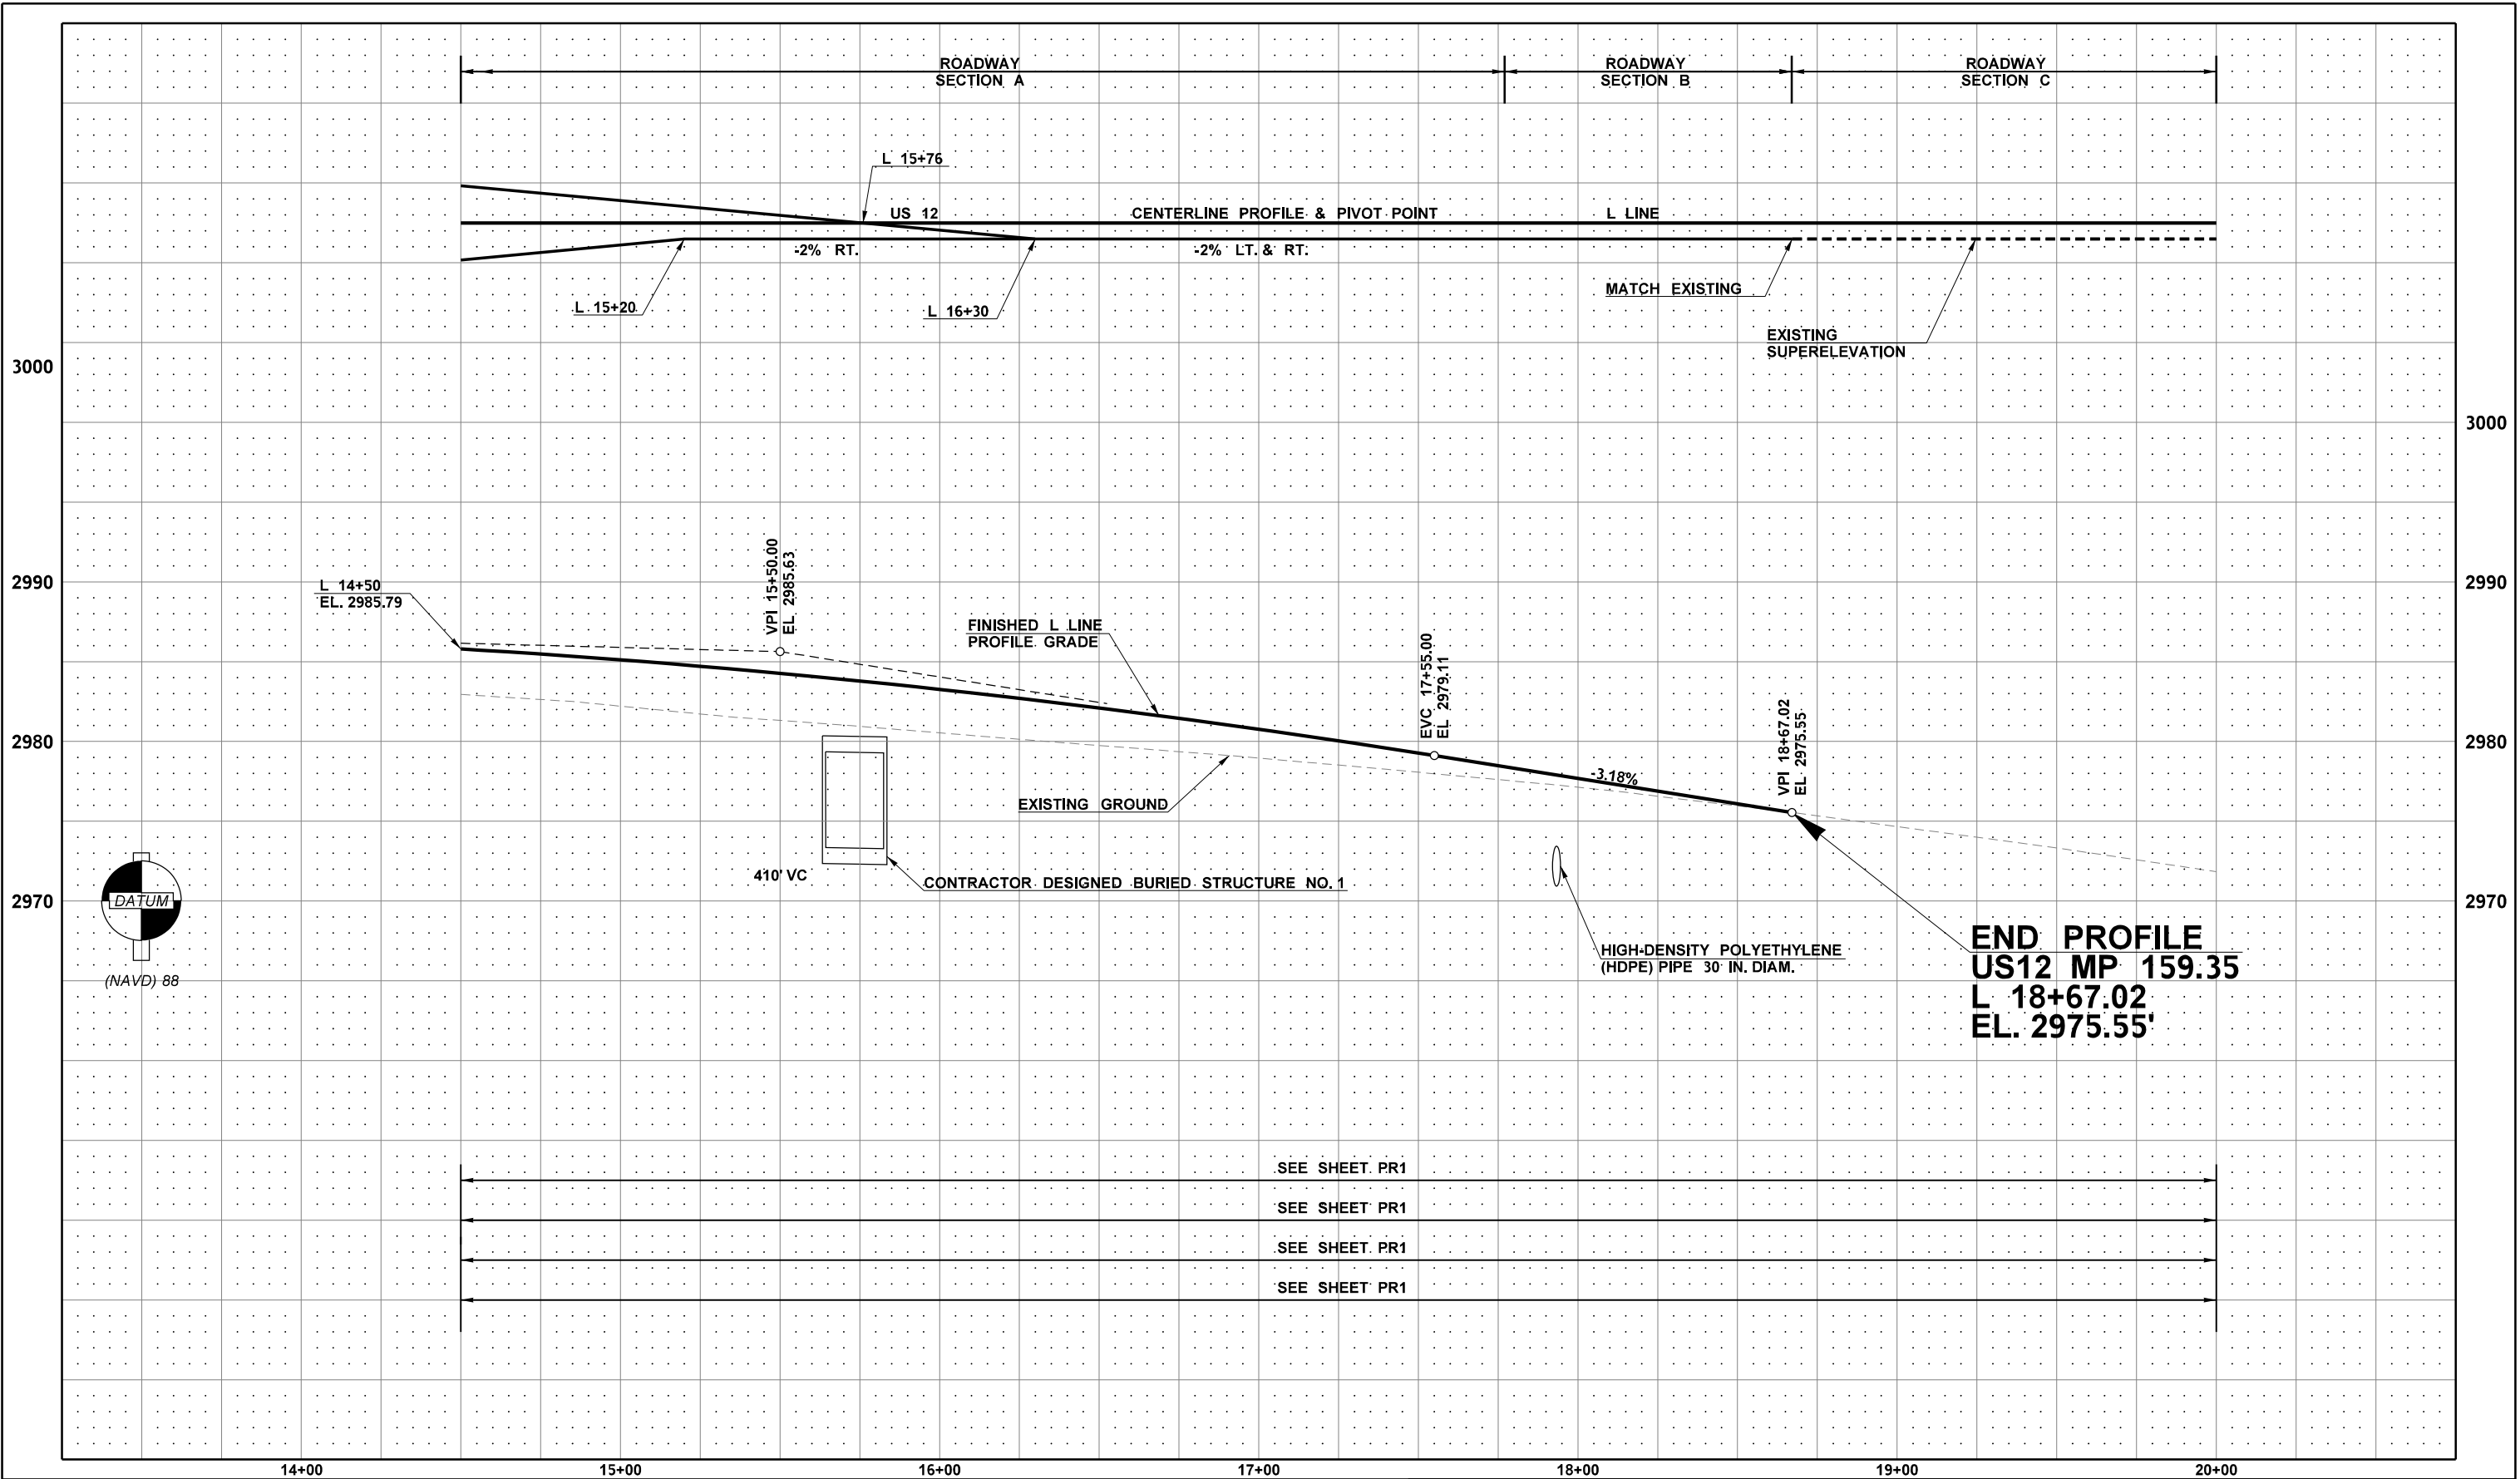 ROADWAY
SECTION A
ROADWAY
SECTION B
ROADWAY
SECTION C
L 15+76
US 12
CENTERLINE PROFILE & PIVOT POINT
L LINE
-2% RT.
-2% LT. & RT.
L 15+20
L 16+30
MATCH EXISTING
EXISTING
SUPERELEVATION
3000
3000
2990
2990
2980
2980
2970
2970
L 14+50
EL. 2985.79
VPI 15+50.00
EL 2985.63
FINISHED L LINE
PROFILE GRADE
EVC 17+55.00
EL 2979.11
-3.18%
VPI 18+67.02
EL 2975.55
EXISTING GROUND
410' VC
CONTRACTOR DESIGNED BURIED STRUCTURE NO. 1
DATUM
(NAVD) 88
HIGH-DENSITY POLYETHYLENE
(HDPE) PIPE 30 IN. DIAM.
END PROFILE
US12 MP 159.35
L 18+67.02
EL. 2975.55'
SEE SHEET PR1
SEE SHEET PR1
SEE SHEET PR1
SEE SHEET PR1
14+00
15+00
16+00
17+00
18+00
19+00
20+00